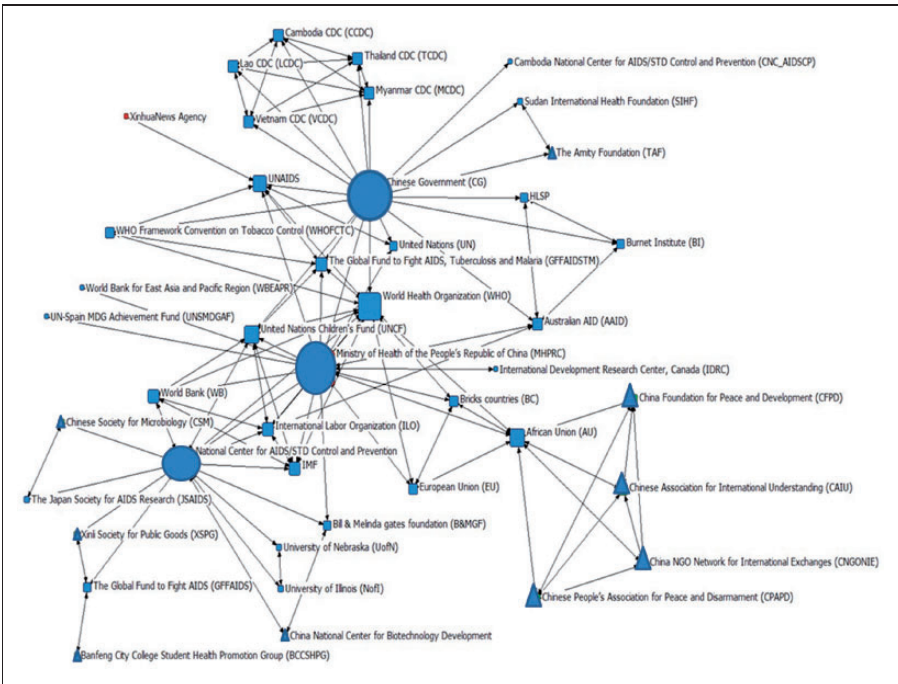 Cambodia CDC (CCDC)
Thailand CDC (TCDC)
Lao CDC (LCDC)
Cambodia National Center for AIDS/STD Control and Prevention (CNC_AIDSCP)
Myanmar CDC (MCDC)
Sudan International Health Foundation (SIHF)
XinhuaNews Agency
Vietnam CDC (VCDC)
The Amity Foundation (TAF)
UNAIDS
Chinese Government (CG)
HLSP
WHO Framework Convention on Tobacco Control (WHOFCTC)
United Nations (UN)
Burnet Institute (BI)
The Global Fund to Fight AIDS, Tuberculosis and Malaria (GFFAIDSTM)
World Bank for East Asia and Pacific Region (WBEAPR)
World Health Organization (WHO)
UN-Spain MDG Achievement Fund (UNSMDGAF)
Australian AID (AAID)
United Nations Children's Fund (UNCF)
Ministry of Health of the People's Republic of China (MHPRC)
International Development Research Center, Canada (IDRC)
World Bank (WB)
Bricks countries (BC)
China Foundation for Peace and Development (CFPD)
Chinese Society for Microbiology (CSM)
International Labor Organization (ILO)
African Union (AU)
National Center for AIDS/STD Control and Prevention
IMF
European Union (EU)
Chinese Association for International Understanding (CAIU)
The Japan Society for AIDS Research (JSAIDS)
Bill & Melinda gates foundation (B&MGF)
Xinli Society for Public Goods (XSPG)
University of Nebraska (UofN)
China NGO Network for International Exchanges (CNGONIE)
The Global Fund to Fight AIDS (GFFAIDS)
University of Illinois (NofI)
Chinese People's Association for Peace and Disarmament (CPAPD)
China National Center for Biotechnology Development
Banfeng City College Student Health Promotion Group (BCCSHPG)